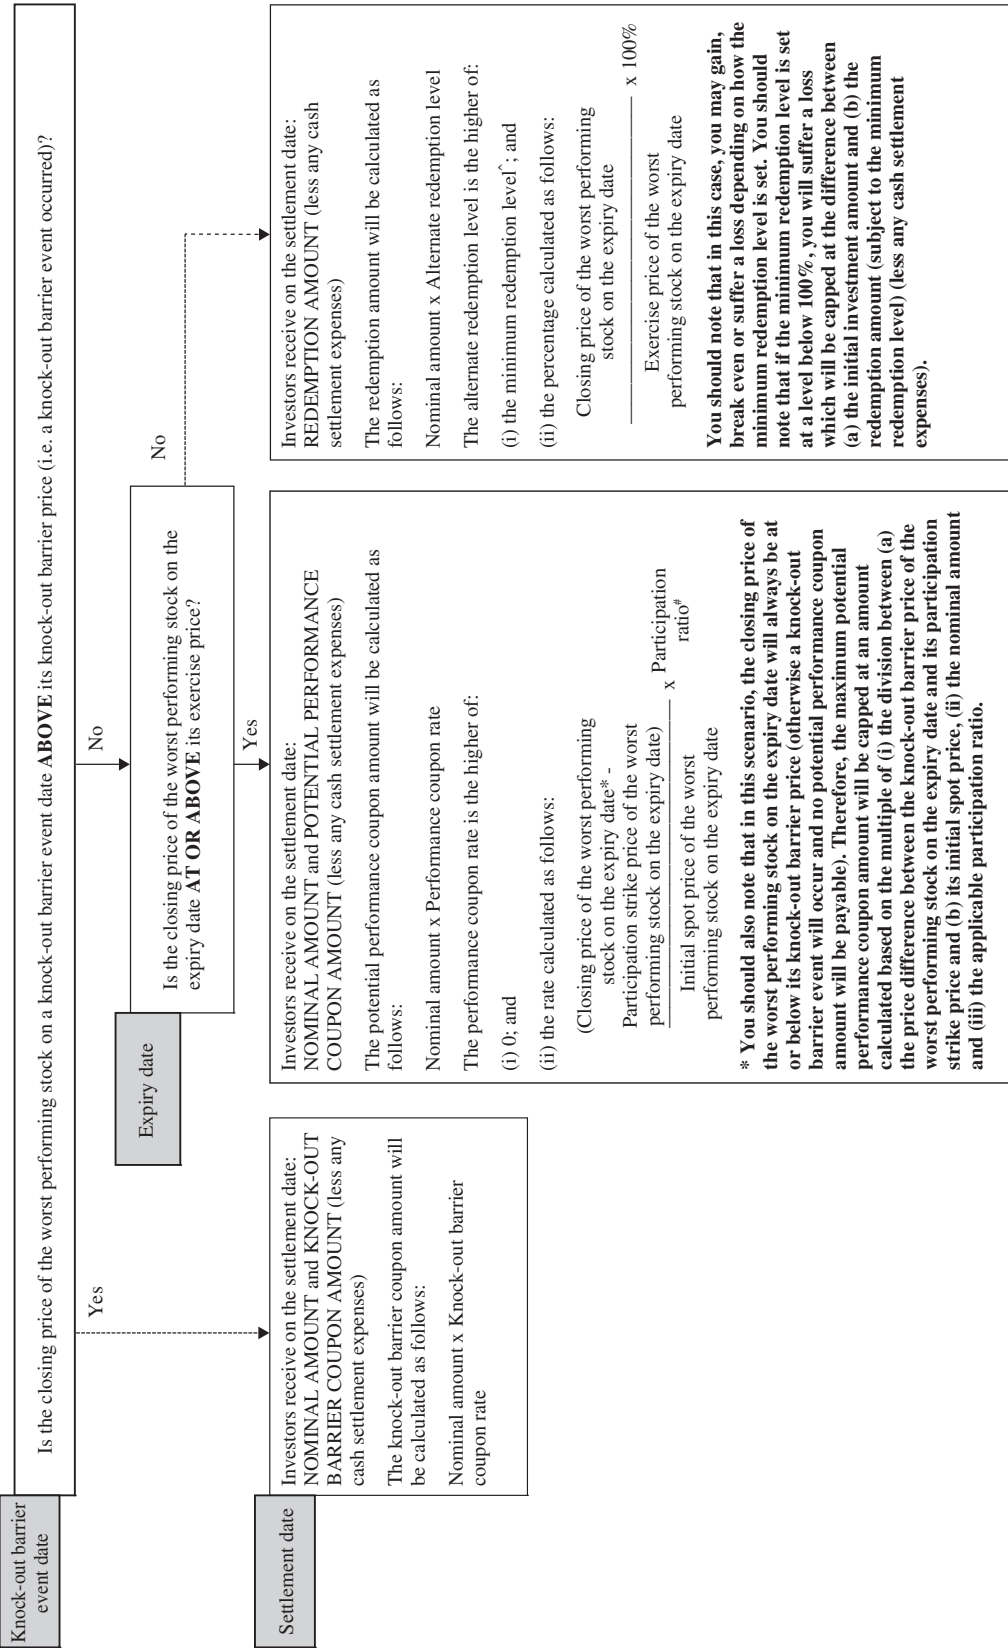 Knock-out barrier
event date
Is the closing price of the worst performing stock on a knock-out barrier event date ABOVE its knock-out barrier price (i.e. a knock-out barrier event occurred)?
Yes
No
Expiry date
Is the closing price of the worst performing stock on the
expiry date AT OR ABOVE its exercise price?
Yes
No
Settlement date
Investors receive on the settlement date:
NOMINAL AMOUNT and KNOCK-OUT
BARRIER COUPON AMOUNT (less any
cash settlement expenses)
The knock-out barrier coupon amount will
be calculated as follows:
Nominal amount x Knock-out barrier
coupon rate
Investors receive on the settlement date:
NOMINAL AMOUNT and POTENTIAL PERFORMANCE
COUPON AMOUNT (less any cash settlement expenses)
The potential performance coupon amount will be calculated as
follows:
Nominal amount x Performance coupon rate
The performance coupon rate is the higher of:
(i) 0; and
(ii) the rate calculated as follows:
(Closing price of the worst performing
stock on the expiry date* -
Participation strike price of the worst
performing stock on the expiry date)
x Participation
ratio#
Initial spot price of the worst
performing stock on the expiry date
* You should also note that in this scenario, the closing price of
the worst performing stock on the expiry date will always be at
or below its knock-out barrier price (otherwise a knock-out
barrier event will occur and no potential performance coupon
amount will be payable). Therefore, the maximum potential
performance coupon amount will be capped at an amount
calculated based on the multiple of (i) the division between (a)
the price difference between the knock-out barrier price of the
worst performing stock on the expiry date and its participation
strike price and (b) its initial spot price, (ii) the nominal amount
and (iii) the applicable participation ratio.
Investors receive on the settlement date:
REDEMPTION AMOUNT (less any cash
settlement expenses)
The redemption amount will be calculated as
follows:
Nominal amount x Alternate redemption level
The alternate redemption level is the higher of:
(i) the minimum redemption level^; and
(ii) the percentage calculated as follows:
Closing price of the worst performing
stock on the expiry date
x 100%
Exercise price of the worst
performing stock on the expiry date
You should note that in this case, you may gain,
break even or suffer a loss depending on how the
minimum redemption level is set. You should
note that if the minimum redemption level is set
at a level below 100%, you will suffer a loss
which will be capped at the difference between
(a) the initial investment amount and (b) the
redemption amount (subject to the minimum
redemption level) (less any cash settlement
expenses).